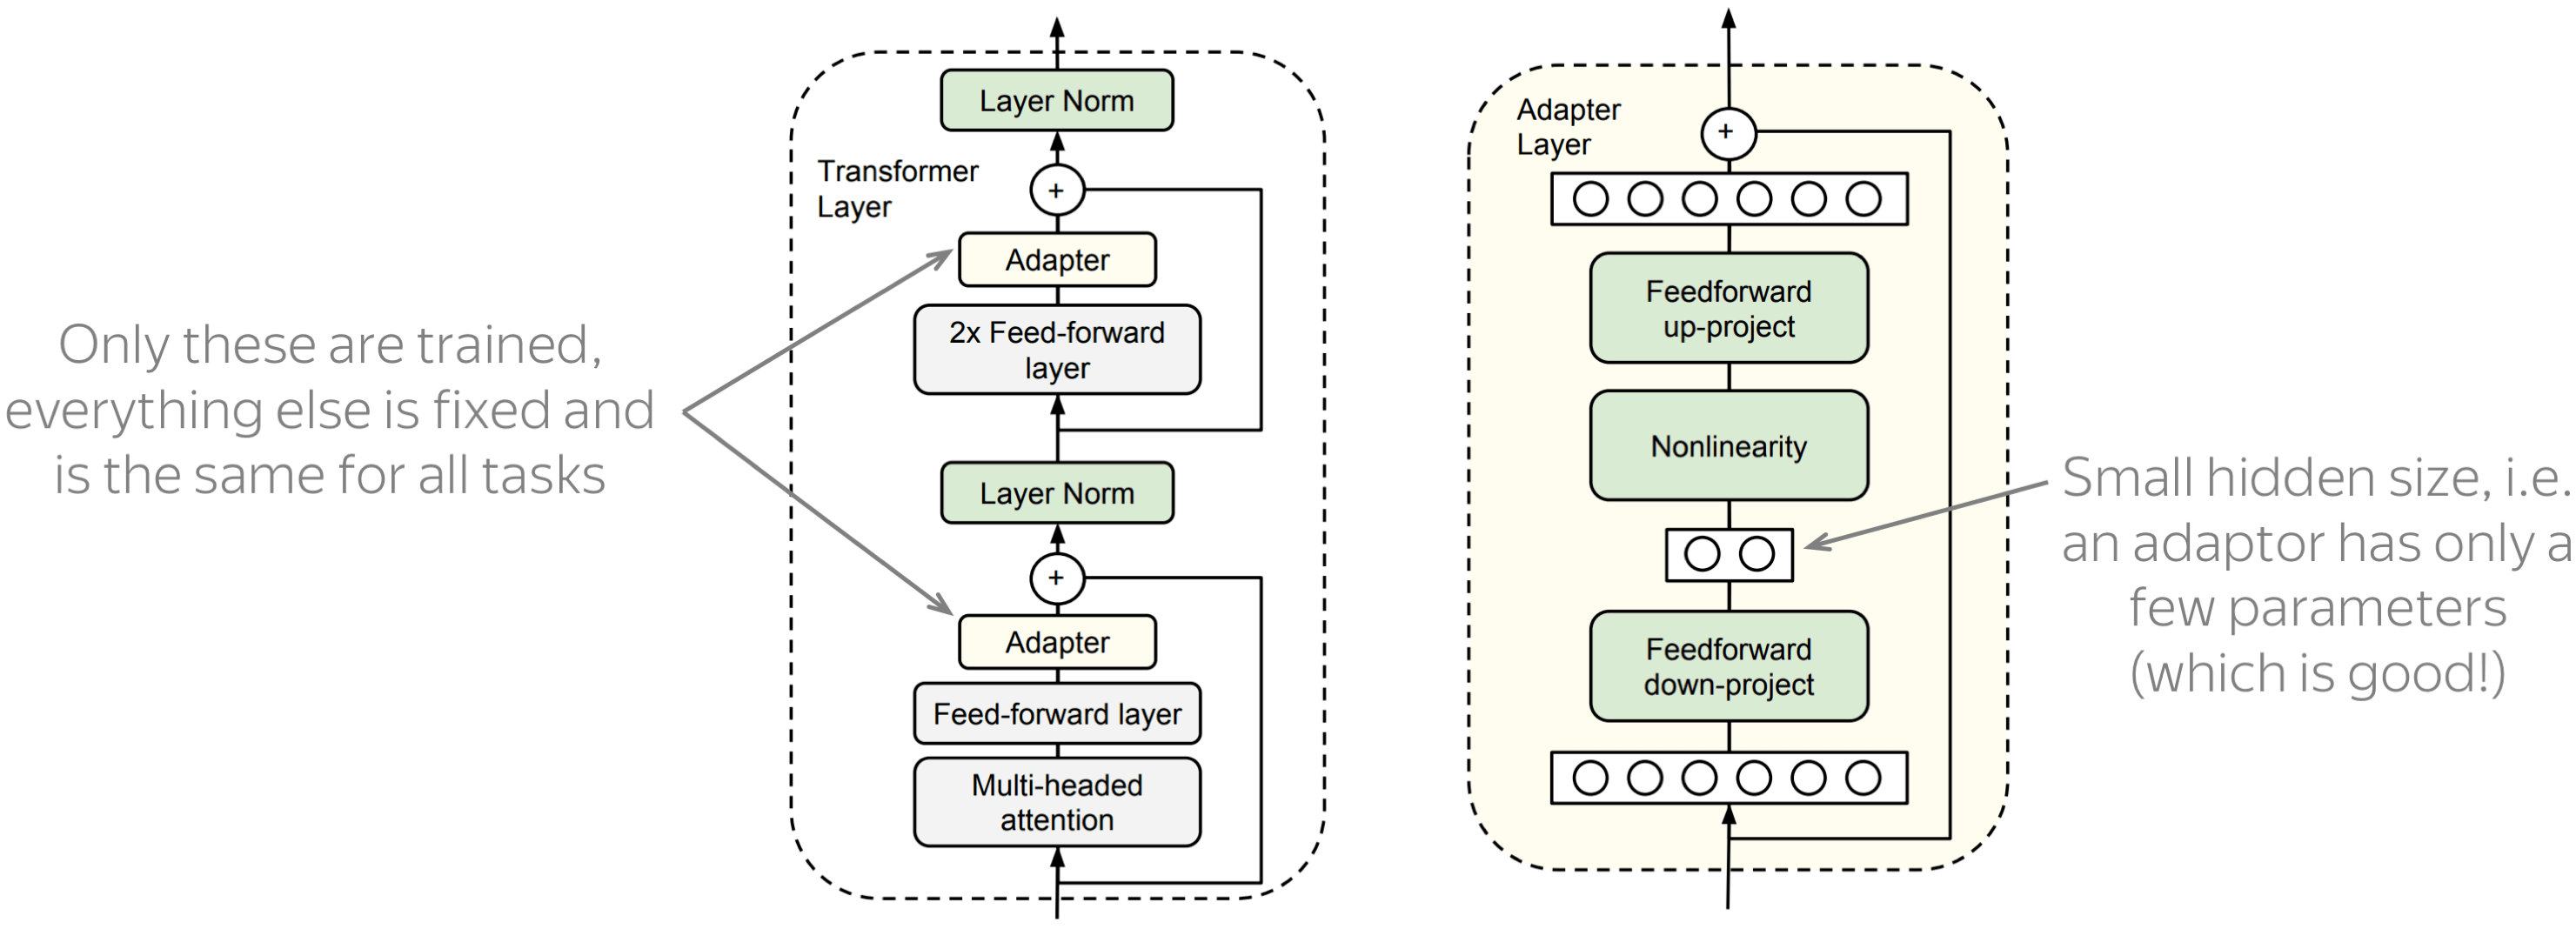 Only these are trained,
everything else is fixed and
is the same for all tasks
Transformer
Layer
Layer Norm
+
Adapter
2x Feed-forward
layer
Layer Norm
+
Adapter
Feed-forward layer
Multi-headed
attention
Adapter
Layer
+
Feedforward
up-project
Nonlinearity
Feedforward
down-project
Small hidden size, i.e.
an adaptor has only a
few parameters
(which is good!)